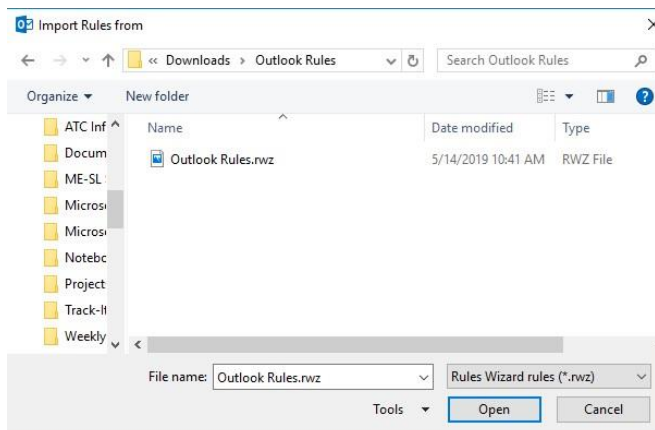 Import Rules from
« Downloads › Outlook Rules
Search Outlook Rules
Organize
New folder
Name
Date modified
Type
ATC Inf
Docum
ME-SL
Micros
Micros
Notebo
Project
Track-It
Weekly
Outlook Rules.rwz
5/14/2019 10:41 AM
RWZ File
File name:
Outlook Rules.rwz
Rules Wizard rules (*.rwz)
Tools
Open
Cancel